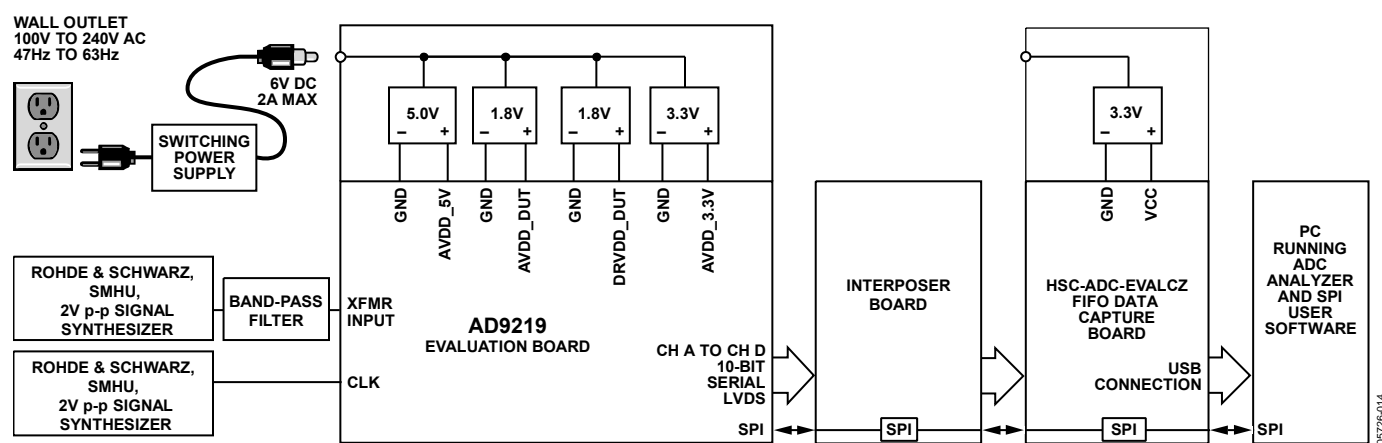 WALL OUTLET
100V TO 240V AC
47Hz TO 63Hz
6V DC
2A MAX
SWITCHING
POWER
SUPPLY
5.0V
– +
1.8V
– +
1.8V
– +
3.3V
– +
GND
AVDD_5V
GND
AVDD_DUT
GND
DRVDD_DUT
GND
AVDD_3.3V
3.3V
– +
GND
VCC
ROHDE & SCHWARZ,
SMHU,
2V p-p SIGNAL
SYNTHESIZER
BAND-PASS
FILTER
XFMR
INPUT
ROHDE & SCHWARZ,
SMHU,
2V p-p SIGNAL
SYNTHESIZER
CLK
AD9219
EVALUATION BOARD
CH A TO CH D
10-BIT
SERIAL
LVDS
SPI
INTERPOSER
BOARD
SPI
HSC-ADC-EVALCZ
FIFO DATA
CAPTURE
BOARD
USB
CONNECTION
SPI
PC
RUNNING
ADC
ANALYZER
AND SPI
USER
SOFTWARE
SPI
05726-014